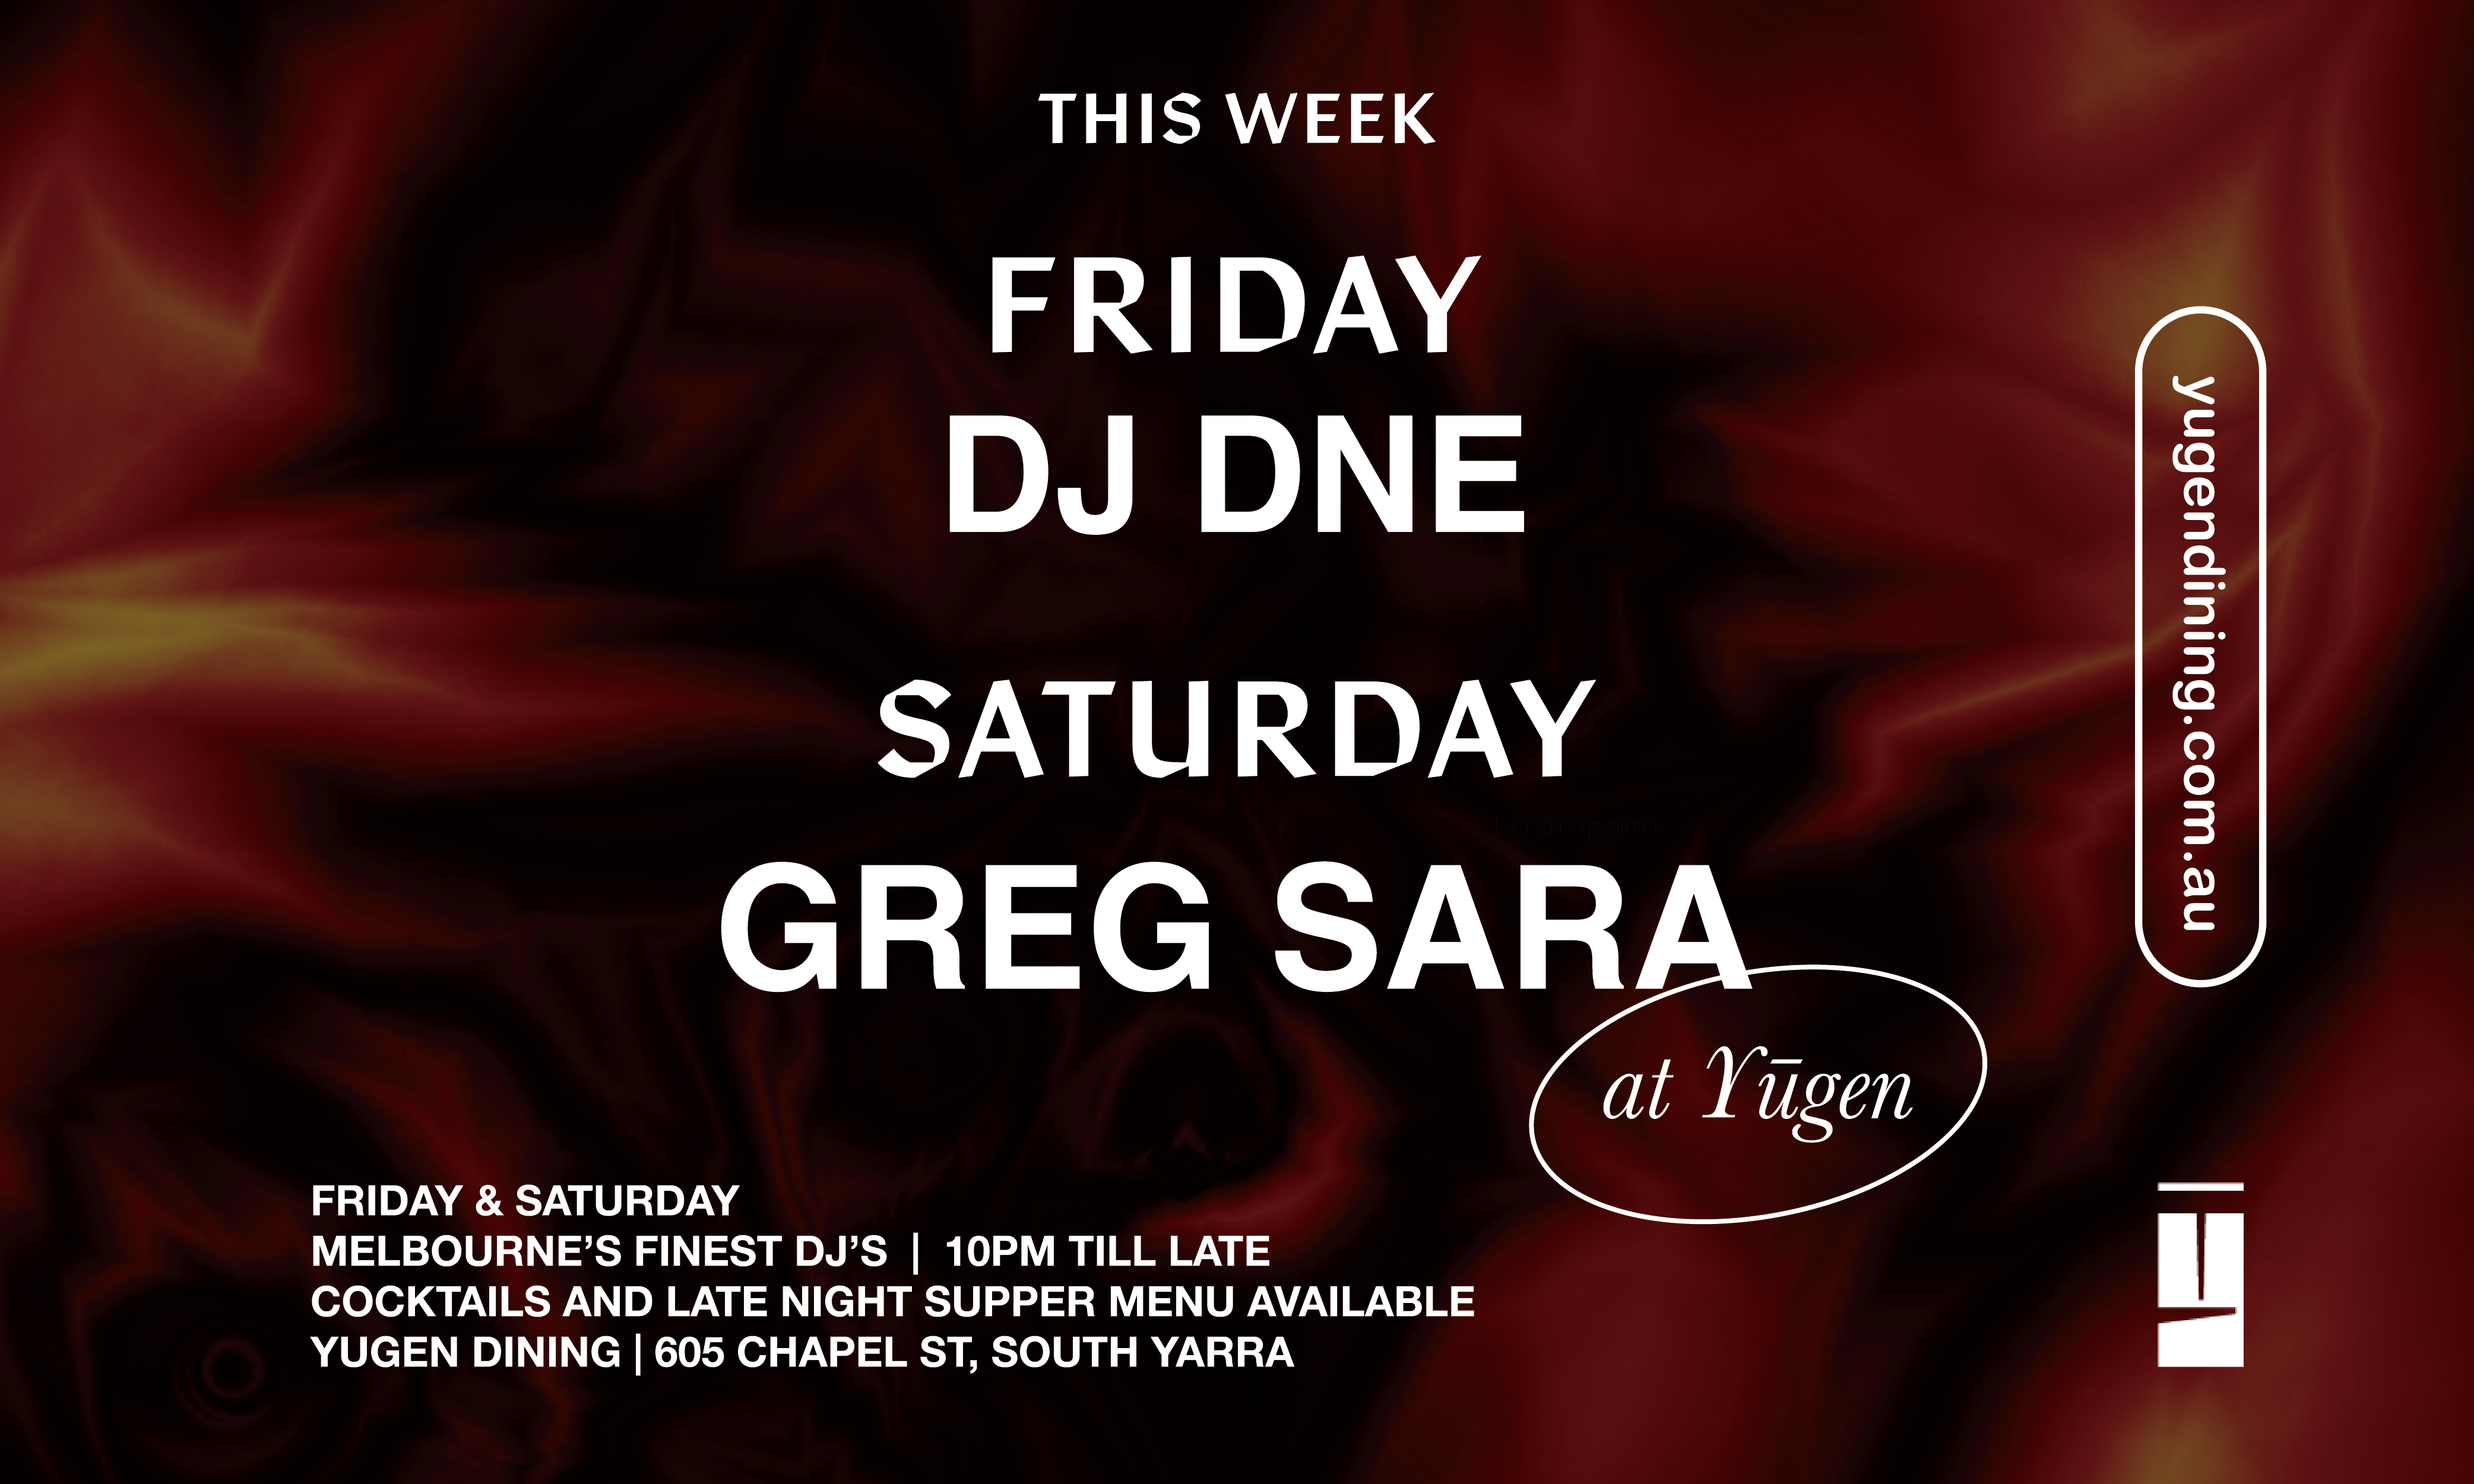 THIS WEEK
FRIDAY
DJ DNE
SATURDAY
GREG SARA
at Yūgen
yugendining.com.au
FRIDAY & SATURDAY
MELBOURNE’S FINEST DJ’S | 10PM TILL LATE
COCKTAILS AND LATE NIGHT SUPPER MENU AVAILABLE
YUGEN DINING | 605 CHAPEL ST, SOUTH YARRA